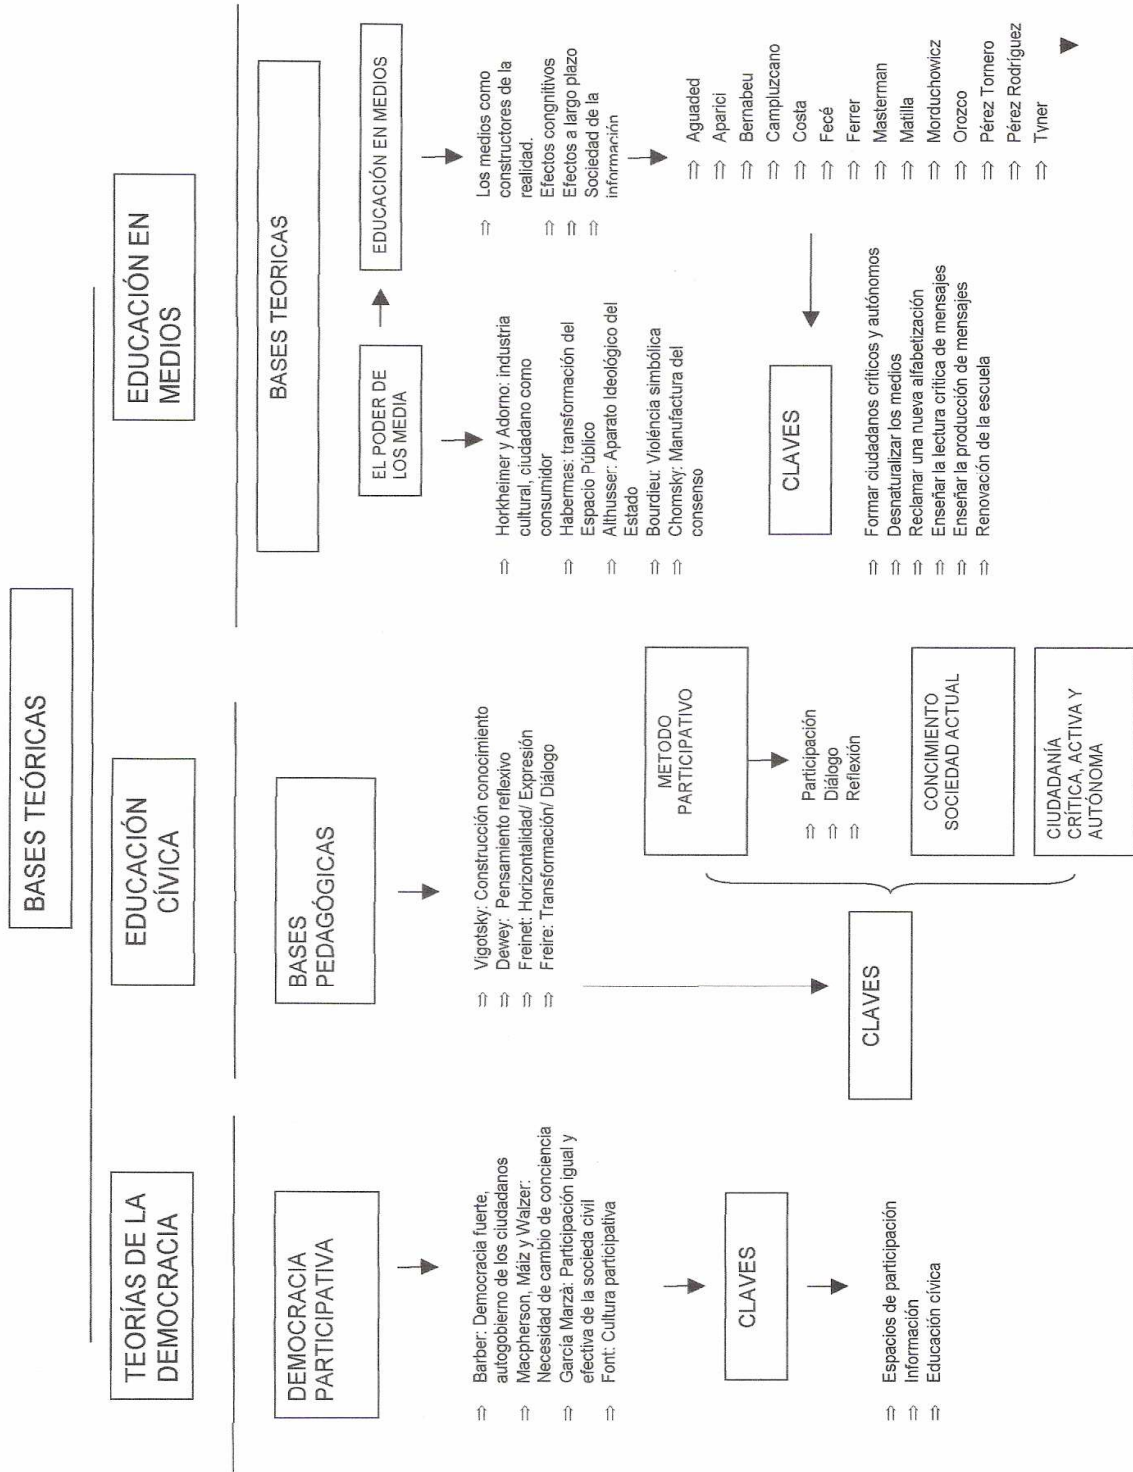 BASES TEÓRICAS
TEORÍAS DE LA
DEMOCRACIA
EDUCACIÓN
CÍVICA
EDUCACIÓN EN
MEDIOS
DEMOCRACIA
PARTICIPATIVA
⇒ Barber: Democracia fuerte,
autogobierno de los ciudadanos
⇒ Macpherson, Máiz y Walzer:
Necesidad de cambio de conciencia
⇒ García Marzà: Participación igual y
efectiva de la socieda civil
⇒ Font: Cultura participativa
CLAVES
⇒ Espacios de participación
⇒ Información
⇒ Educación cívica
BASES
PEDAGÓGICAS
⇒ Vigotsky: Construcción conocimiento
⇒ Dewey: Pensamiento reflexivo
⇒ Freinet: Horizontalidad/ Expresión
⇒ Freire: Transformación/ Diálogo
CLAVES
METODO
PARTICIPATIVO
⇒ Participación
⇒ Diálogo
⇒ Reflexión
CONCIMIENTO
SOCIEDAD ACTUAL
CIUDADANÍA
CRÍTICA, ACTIVA Y
AUTÓNOMA
BASES TEORICAS
EL PODER DE
LOS MEDIA
EDUCACIÓN EN MEDIOS
⇒ Horkheimer y Adorno: industria
cultural, ciudadano como
consumidor
⇒ Habermas: transformación del
Espacio Público
⇒ Althusser: Aparato Ideológico del
Estado
⇒ Bourdieu: Violéncia simbólica
⇒ Chomsky: Manufactura del
consenso
⇒ Los medios como
constructores de la
realidad.
⇒ Efectos congnitivos
⇒ Efectos a largo plazo
⇒ Sociedad de la
información
⇒ Aguaded
⇒ Aparici
⇒ Bernabeu
⇒ Campluzcano
⇒ Costa
⇒ Fecé
⇒ Ferrer
⇒ Masterman
⇒ Matilla
⇒ Morduchowicz
⇒ Orozco
⇒ Pérez Tornero
⇒ Pérez Rodríguez
⇒ Tyner
CLAVES
⇒ Formar ciudadanos críticos y autónomos
⇒ Desnaturalizar los medios
⇒ Reclamar una nueva alfabetización
⇒ Enseñar la lectura crítica de mensajes
⇒ Enseñar la producción de mensajes
⇒ Renovación de la escuela